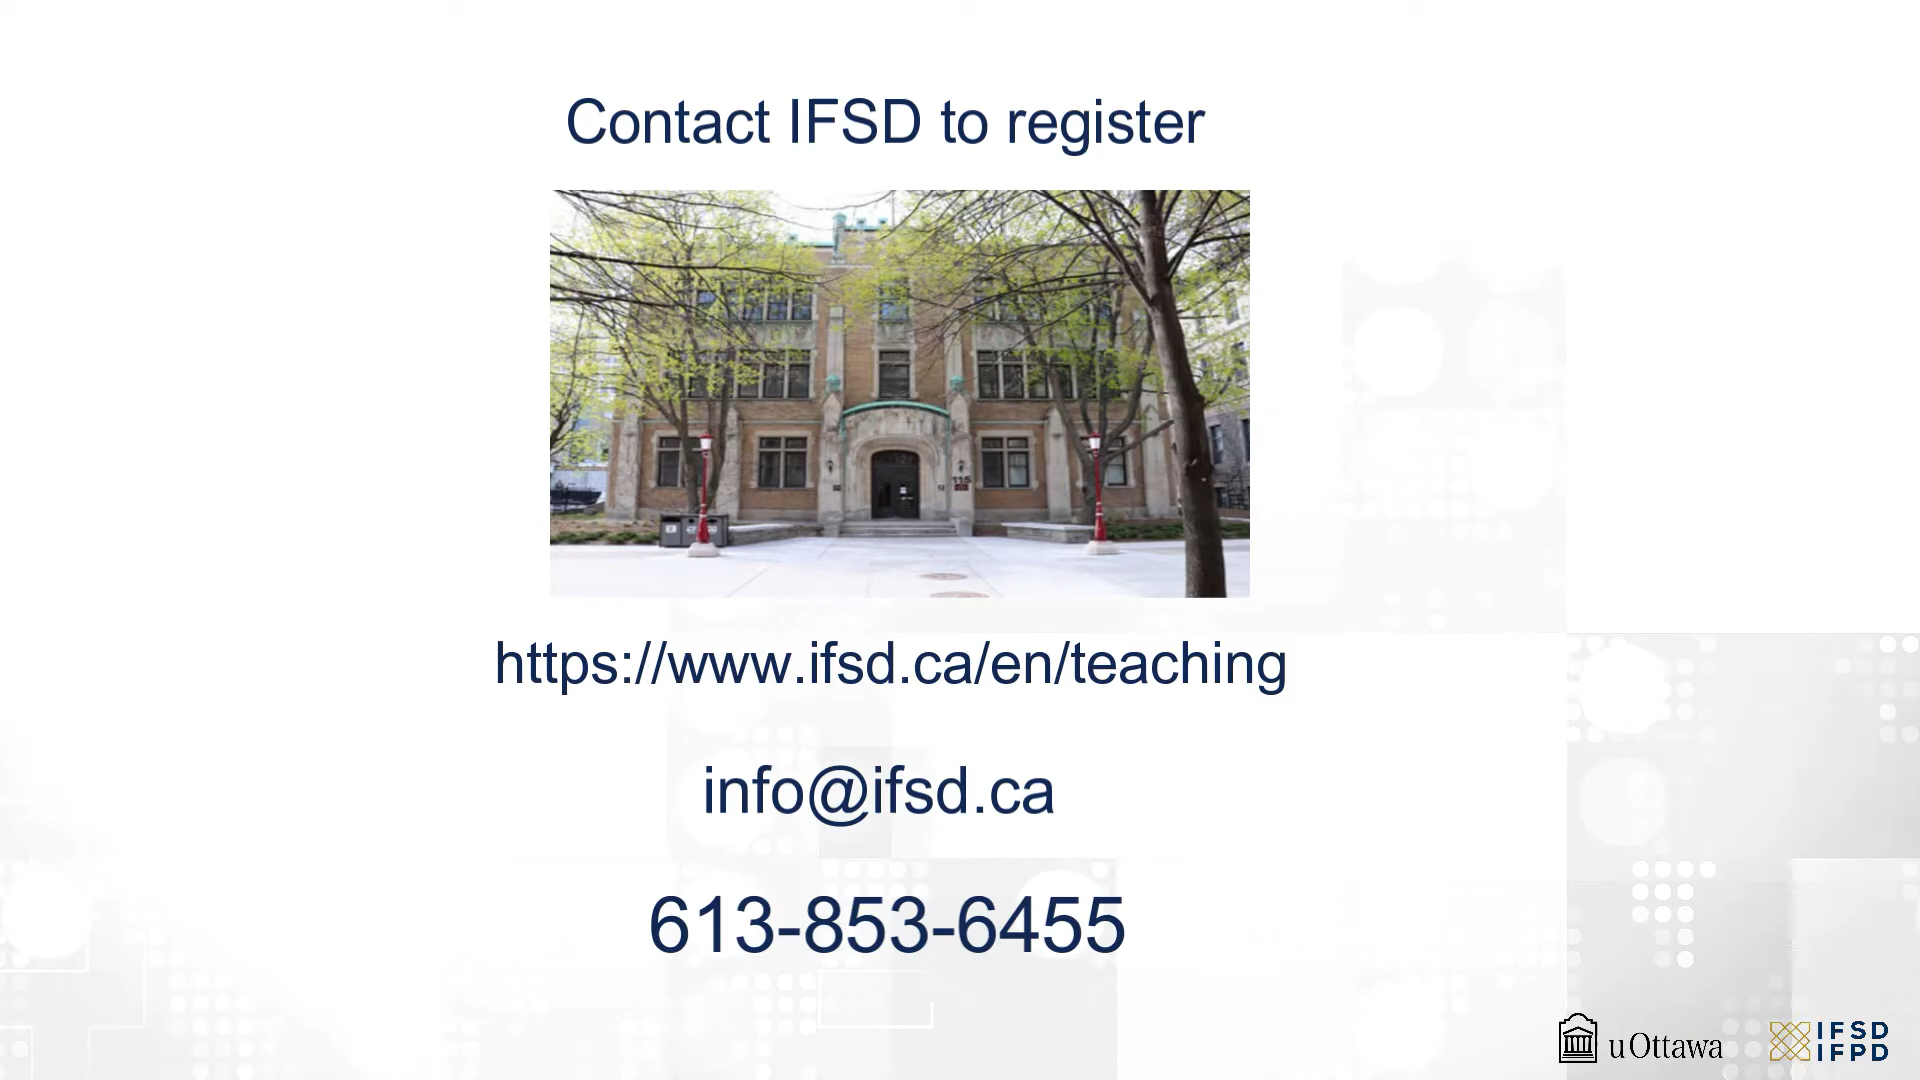 Contact IFSD to register
115
https://www.ifsd.ca/en/teaching
info@ifsd.ca
613-853-6455
uOttawa
IFSD
IFPD